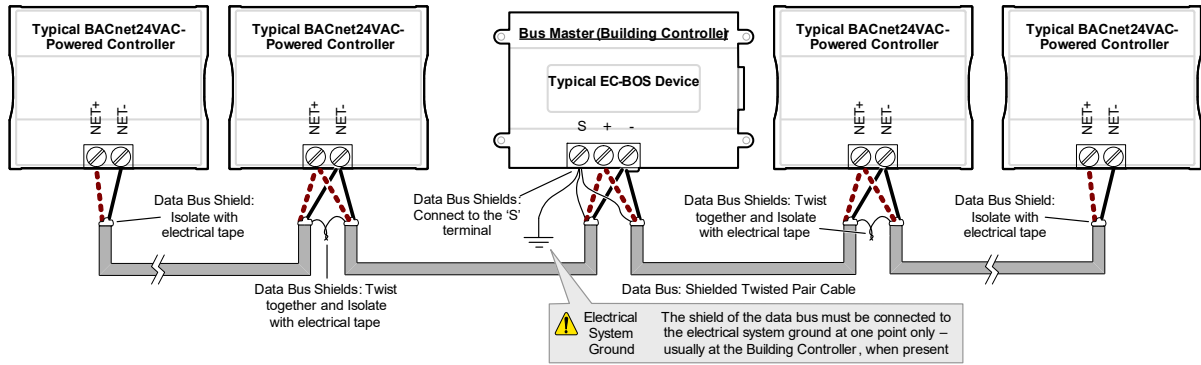 Typical BACnet24VAC-
Powered Controller
NET+
NET-
Typical BACnet24VAC-
Powered Controller
NET+
NET-
Bus Master (Building Controller)
Typical EC-BOS Device
S + -
Typical BACnet24VAC-
Powered Controller
NET+
NET-
Typical BACnet24VAC-
Powered Controller
NET+
NET-
Data Bus Shield:
Isolate with
electrical tape
Data Bus Shields: Twist
together and Isolate
with electrical tape
Data Bus Shields:
Connect to the ‘S’
terminal
Data Bus Shields: Twist
together and Isolate
with electrical tape
Data Bus Shield:
Isolate with
electrical tape
Data Bus: Shielded Twisted Pair Cable
Electrical
System
Ground
The shield of the data bus must be connected to
the electrical system ground at one point only –
usually at the Building Controller, when present